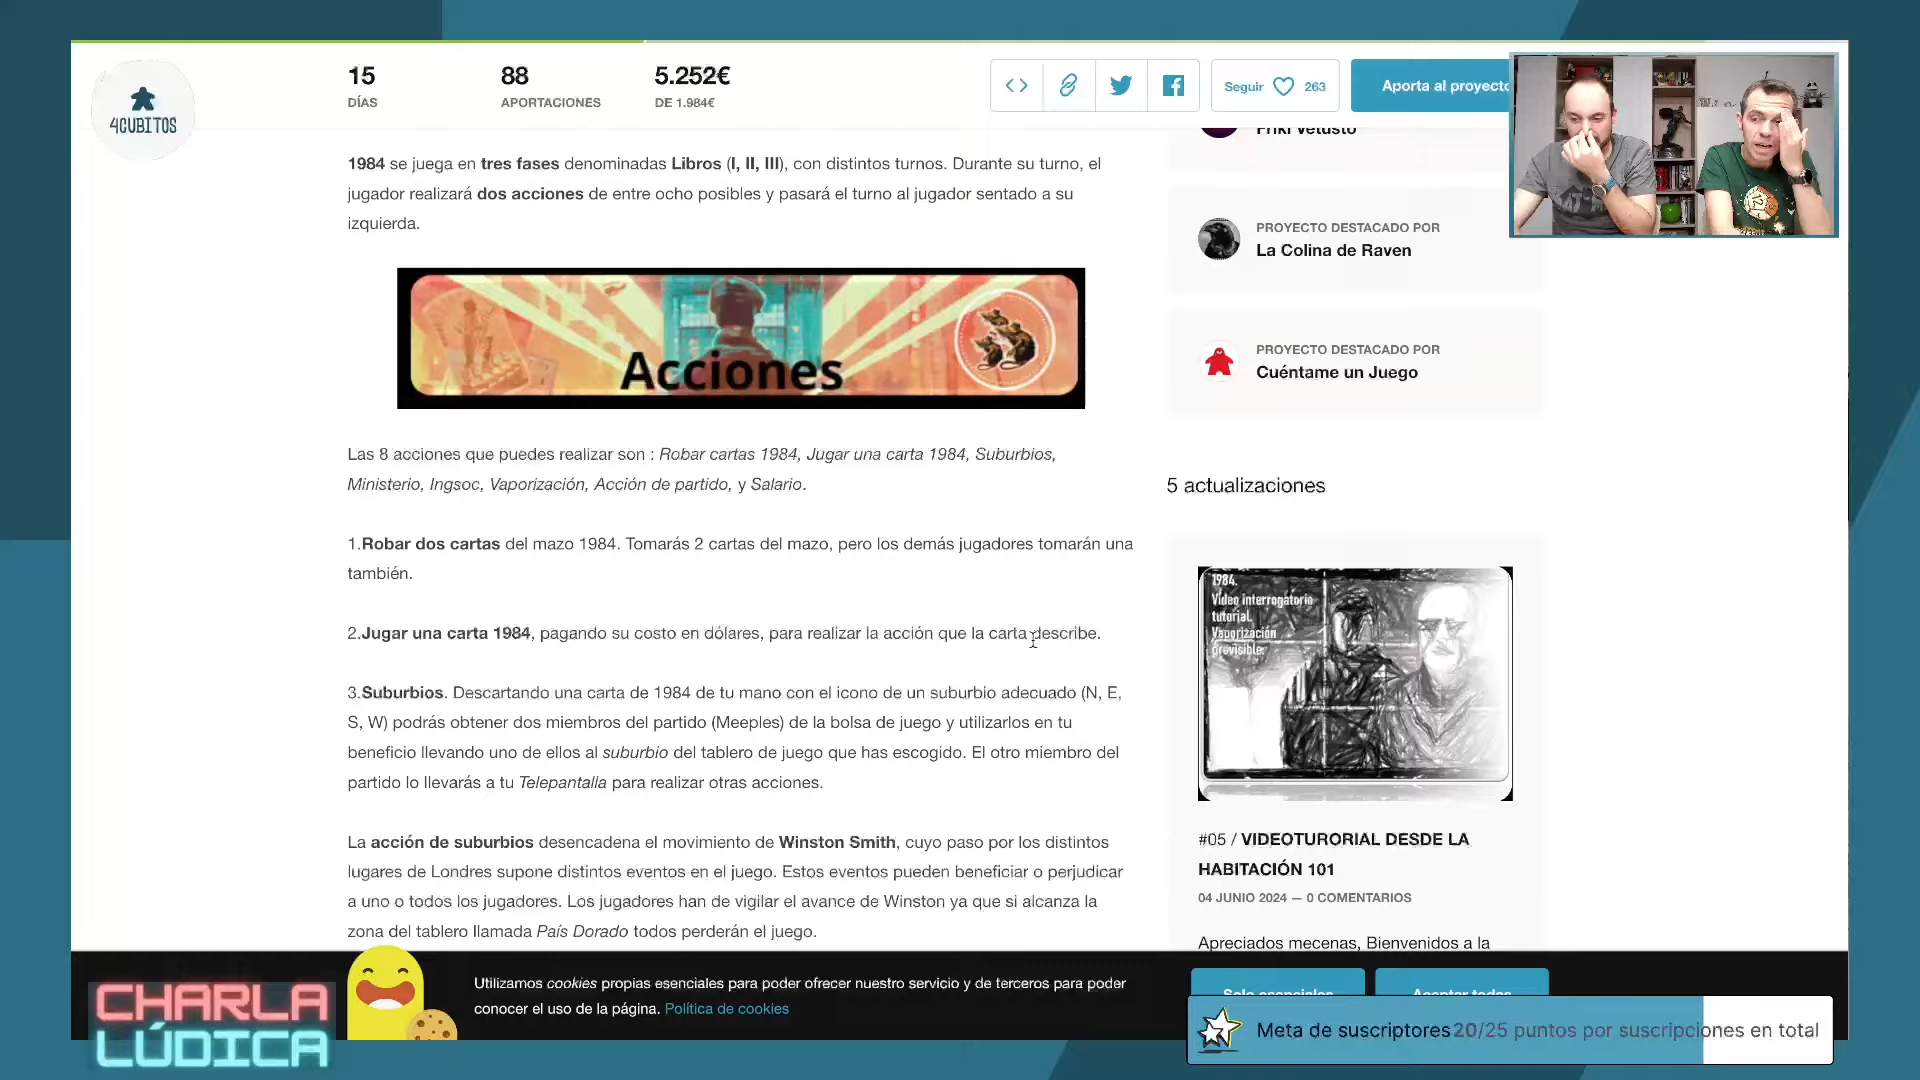 4CUBITOS
15
DÍAS
88
APORTACIONES
5.252€
DE 1.984€
Seguir 263
Aporta al proyecto
1984 se juega en tres fases denominadas Libros (I, II, III), con distintos turnos. Durante su turno, el
jugador realizará dos acciones de entre ocho posibles y pasará el turno al jugador sentado a su
izquierda.
Acciones
Las 8 acciones que puedes realizar son : Robar cartas 1984, Jugar una carta 1984, Suburbios,
Ministerio, Ingsoc, Vaporización, Acción de partido, y Salario.
1.Robar dos cartas del mazo 1984. Tomarás 2 cartas del mazo, pero los demás jugadores tomarán una
también.
2.Jugar una carta 1984, pagando su costo en dólares, para realizar la acción que la carta describe.
3.Suburbios. Descartando una carta de 1984 de tu mano con el icono de un suburbio adecuado (N, E,
S, W) podrás obtener dos miembros del partido (Meeples) de la bolsa de juego y utilizarlos en tu
beneficio llevando uno de ellos al suburbio del tablero de juego que has escogido. El otro miembro del
partido lo llevarás a tu Telepantalla para realizar otras acciones.
La acción de suburbios desencadena el movimiento de Winston Smith, cuyo paso por los distintos
lugares de Londres supone distintos eventos en el juego. Estos eventos pueden beneficiar o perjudicar
a uno o todos los jugadores. Los jugadores han de vigilar el avance de Winston ya que si alcanza la
zona del tablero llamada País Dorado todos perderán el juego.
Friki Vetusto
PROYECTO DESTACADO POR
La Colina de Raven
PROYECTO DESTACADO POR
Cuéntame un Juego
5 actualizaciones
1984.
Video interrogatorio
tutorial.
Vaporización
previsible.
#05 / VIDEOTURORIAL DESDE LA
HABITACIÓN 101
04 JUNIO 2024 — 0 COMENTARIOS
Apreciados mecenas, Bienvenidos a la
Utilizamos cookies propias esenciales para poder ofrecer nuestro servicio y de terceros para poder
conocer el uso de la página. Política de cookies
Solo esenciales
Aceptar todas
CHARLA
LÚDICA
Meta de suscriptores 20/25 puntos por suscripciones en total